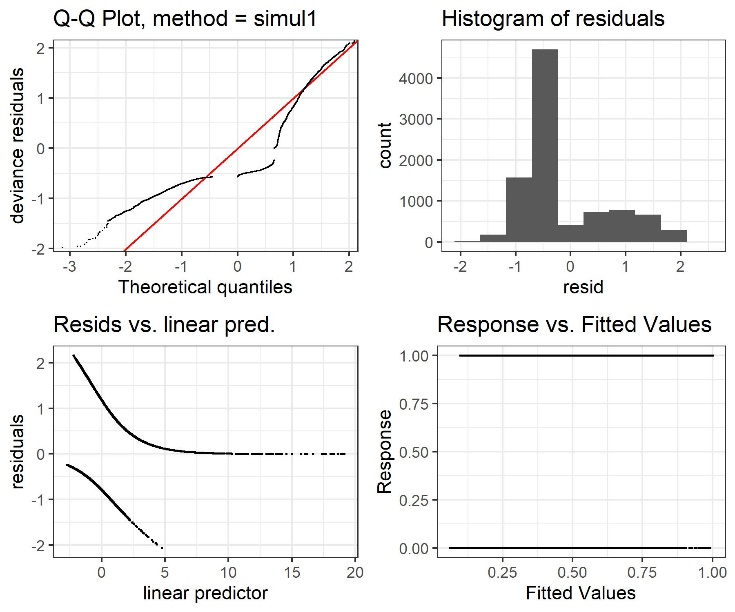 Q-Q Plot, method = simul1
deviance residuals
2
1
0
-1
-2
-3 -2 -1 0 1 2
Theoretical quantiles
Histogram of residuals
count
4000
3000
2000
1000
0
-2 -1 0 1 2
resid
Resids vs. linear pred.
residuals
2
1
0
-1
-2
0 5 10 15 20
linear predictor
Response vs. Fitted Values
Response
1.00
0.75
0.50
0.25
0.00
0.25 0.50 0.75 1.00
Fitted Values